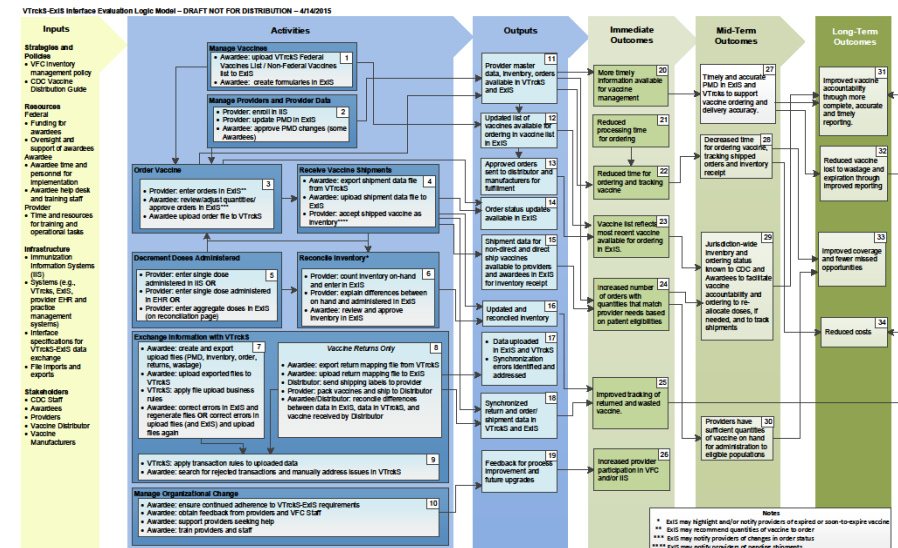 VTrckS-ExIS Interface Evaluation Logic Model – DRAFT NOT FOR DISTRIBUTION – 4/14/2015
Inputs
Strategies and
Policies
• VFC inventory
management policy
• CDC Vaccine
Distribution Guide
Resources
Federal
• Funding for
awardees
• Oversight and
support of awardees
Awardee
• Awardee time and
personnel for
implementation
• Awardee help desk
and training staff
Provider
• Time and resources
for training and
operational tasks
Infrastructure
• Immunization
Information Systems
(IIS)
• Systems (e.g.,
VTrcks, ExIS,
provider EHR and
practice
management
systems)
• Interface
specifications for
VTrckS-ExIS data
exchange
• File imports and
exports
Stakeholders
• CDC Staff
• Awardees
• Providers
• Vaccine Distributor
• Vaccine
Manufacturers
Activities
Manage Vaccines
1
• Awardee: upload VTrckS Federal
Vaccines List / Non-Federal Vaccines
list to ExIS
• Awardee: create formularies in ExIS
Manage Providers and Provider Data
2
• Provider: enroll in IIS
• Provider: update PMD in ExIS
• Awardee: approve PMD changes (some
Awardees)
Order Vaccine
3
• Provider: enter orders in ExIS**
• Awardee: review/adjust quantities/
approve orders in ExIS***
• Awardee upload order file to VTrckS
Receive Vaccine Shipments
4
• Awardee: export shipment data file
from VTrckS
• Awardee: upload shipment data file to
ExIS
• Provider: accept shipped vaccine as
inventory****
Decrement Doses Administered
5
• Provider: enter single dose
administered in IIS OR
• Provider: enter single dose administered
in EHR OR
• Provider: enter aggregate doses in ExIS
(on reconciliation page)
Reconcile Inventory*
6
• Provider: count inventory on-hand
and enter in ExIS
• Provider: explain differences between
on hand and administered in ExIS
• Awardee: review and approve
inventory in ExIS
Exchange Information with VTrckS
7
• Awardee: create and export
upload files (PMD, inventory, order,
returns, wastage)
• Awardee: upload exported files to
VTrckS
• VTrckS: apply file upload business
rules
• Awardee: correct errors in ExIS and
regenerate files OR correct errors in
upload files (and ExIS) and upload
files again
Vaccine Returns Only
8
• Awardee: export return mapping file from VTrckS
• Awardee: upload return mapping file to ExIS
• Distributor: send shipping labels to provider
• Provider: pack vaccines and ship to Distributor
• Awardee/Distributor: reconcile differences
between data in ExIS, data in VTrckS, and
vaccine received by Distributor
9
• VTrckS: apply transaction rules to uploaded data
• Awardee: search for rejected transactions and manually address issues in VTrckS
Manage Organizational Change
10
• Awardee: ensure continued adherence to VTrckS-ExIS requirements
• Awardee: obtain feedback from providers and VFC Staff
• Awardee: support providers seeking help
• Awardee: train providers and staff
Outputs
11
Provider master
data, inventory, orders
available in VTrckS
and ExIS
12
Updated list of
vaccines available for
ordering in vaccine list
in ExIS
13
Approved orders
sent to distributor and
manufacturers for
fulfillment
14
Order status updates
available in ExIS
15
Shipment data for
non-direct and direct
ship vaccines
available to providers
and awardees in ExIS
for inventory receipt
16
Updated and
reconciled inventory
17
• Data uploaded
in ExIS and VTrckS
• Synchronization
errors identified and
addressed
18
Synchronized
return and order/
shipment data in
VTrckS and ExIS
19
Feedback for process
improvement and
future upgrades
Immediate
Outcomes
20
More timely
information available
for vaccine
management
21
Reduced
processing time
for ordering
22
Reduced time for
ordering and tracking
vaccine
23
Vaccine list reflects
most recent vaccine
available for ordering
in ExIS.
24
Increased number
of orders with
quantities that match
provider needs based
on patient eligibilities
25
Improved tracking of
returned and wasted
vaccine.
26
Increased provider
participation in VFC
and/or IIS
Mid-Term
Outcomes
27
Timely and accurate
PMD in ExIS and
VTrcks to support
vaccine ordering and
delivery accuracy.
28
Decreased time
for ordering vaccine,
tracking shipped
orders and inventory
receipt
29
Jurisdiction-wide
inventory and
ordering status
known to CDC and
Awardees to facilitate
vaccine
accountability and
ordering to re-
allocate doses, if
needed, and to track
shipments
30
Providers have
sufficient quantities
of vaccine on hand
for administration to
eligible populations
Long-Term
Outcomes
31
Improved vaccine
accountability
through more
complete, accurate
and timely
reporting.
32
Reduced vaccine
lost to wastage and
expiration through
improved reporting
33
Improved coverage
and fewer missed
opportunities
34
Reduced costs
Notes
* ExIS may highlight and/or notify providers of expired or soon-to-expire vaccine
** ExIS may recommend quantities of vaccine to order
*** ExIS may notify providers of changes in order status
**** ExIS may notify providers of pending shipments